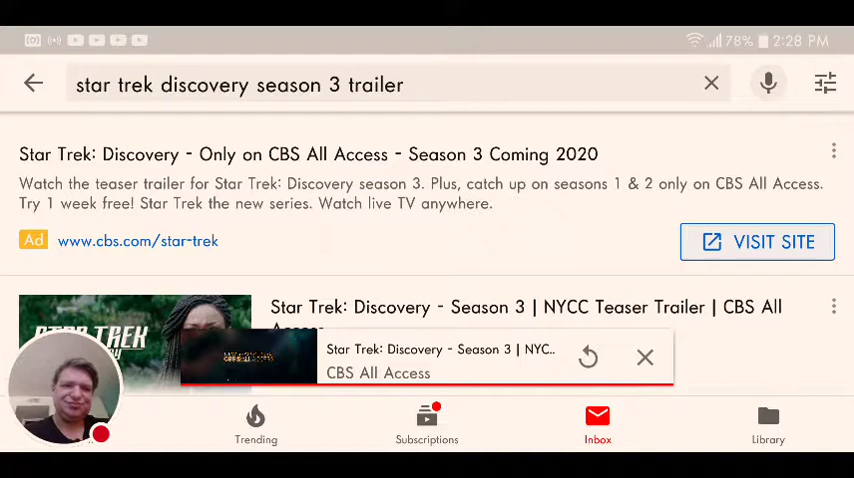 78% 2:28 PM
star trek discovery season 3 trailer
Star Trek: Discovery - Only on CBS All Access - Season 3 Coming 2020
Watch the teaser trailer for Star Trek: Discovery season 3. Plus, catch up on seasons 1 & 2 only on CBS All Access.
Try 1 week free! Star Trek the new series. Watch live TV anywhere.
Ad www.cbs.com/star-trek
VISIT SITE
STAR TREK
Star Trek: Discovery - Season 3 | NYCC Teaser Trailer | CBS All
Access
Star Trek: Discovery - Season 3 | NYC..
CBS All Access
Trending
Subscriptions
Inbox
Library